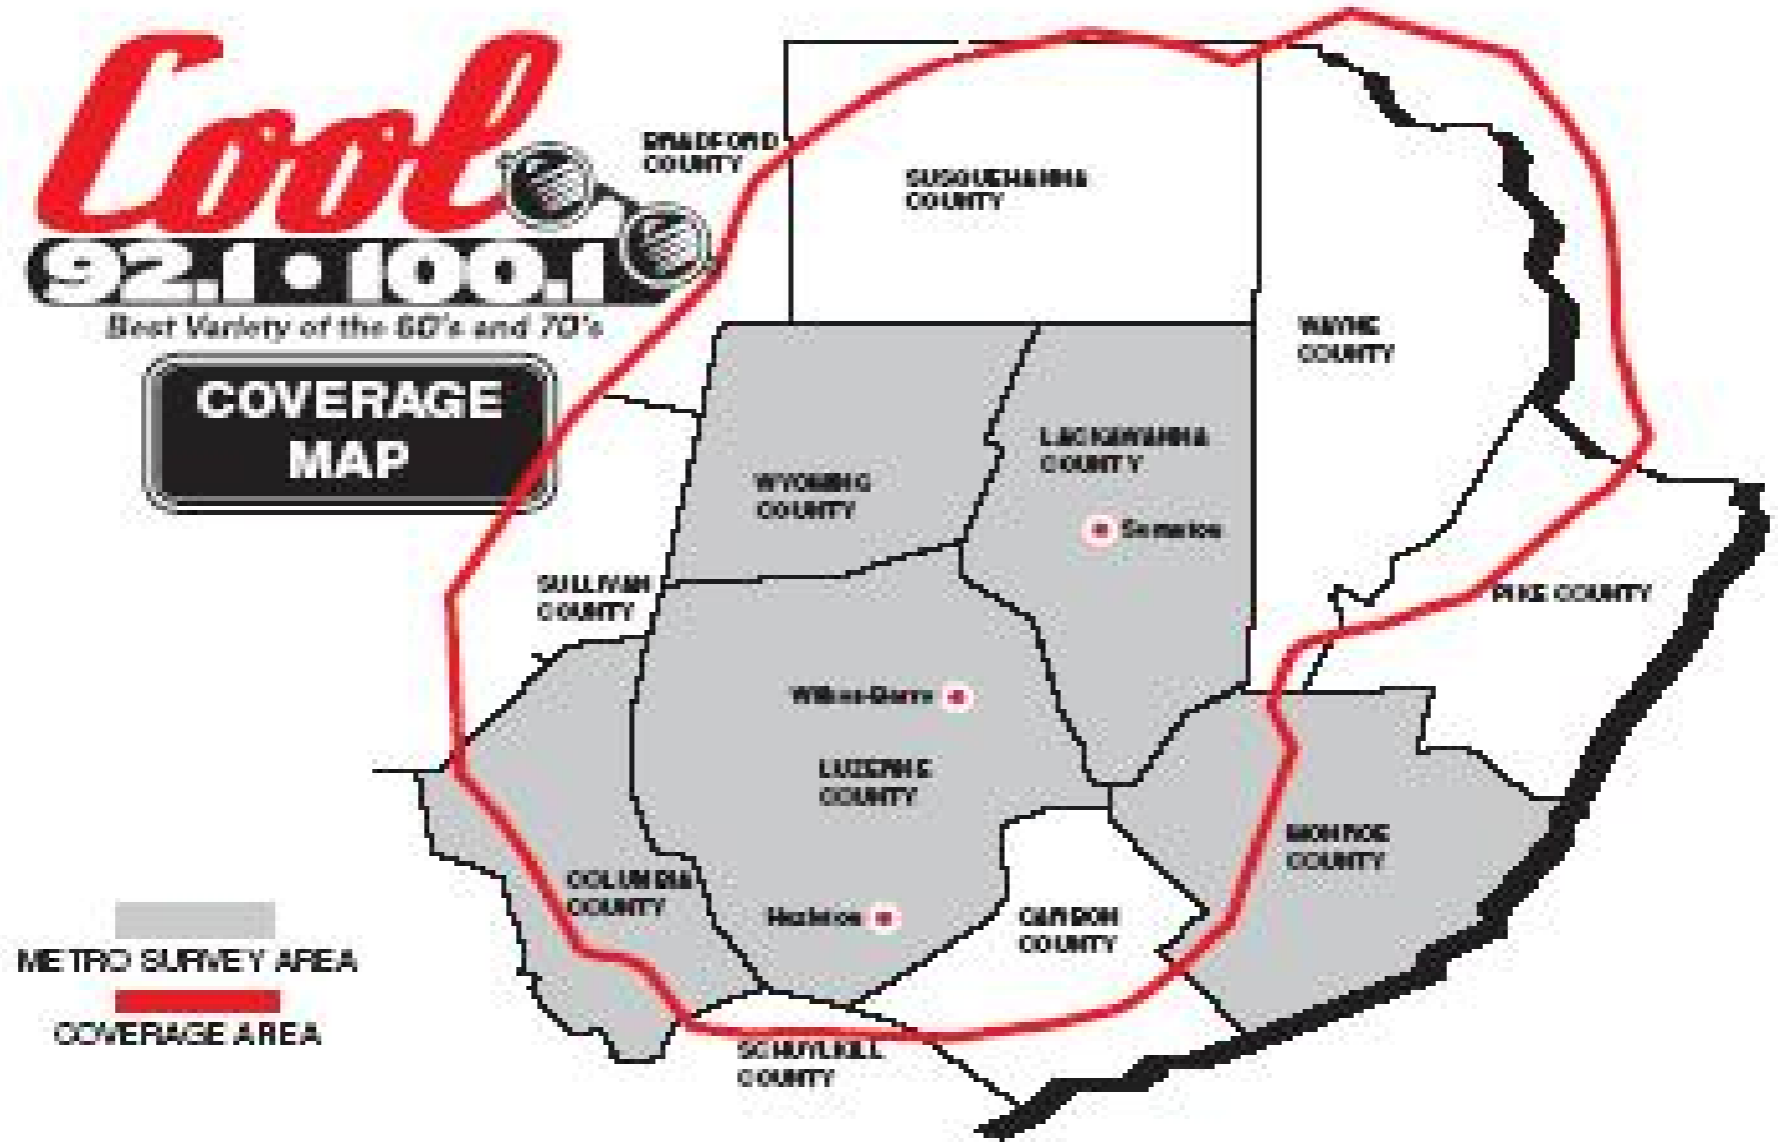 Cool
92.1 • 100.1
Best Variety of the 60's and 70's
COVERAGE
MAP
BRADFORD
COUNTY
SUSQUEHANNA
COUNTY
WAYNE
COUNTY
LACKAWANNA
COUNTY
WYOMING
COUNTY
Scranton
SULLIVAN
COUNTY
PIKE COUNTY
Wilkes-Barre
LUZERNE
COUNTY
MONROE
COUNTY
COLUMBIA
COUNTY
Hazleton
CARBON
COUNTY
METRO SURVEY AREA
COVERAGE AREA
SCHUYLKILL
COUNTY